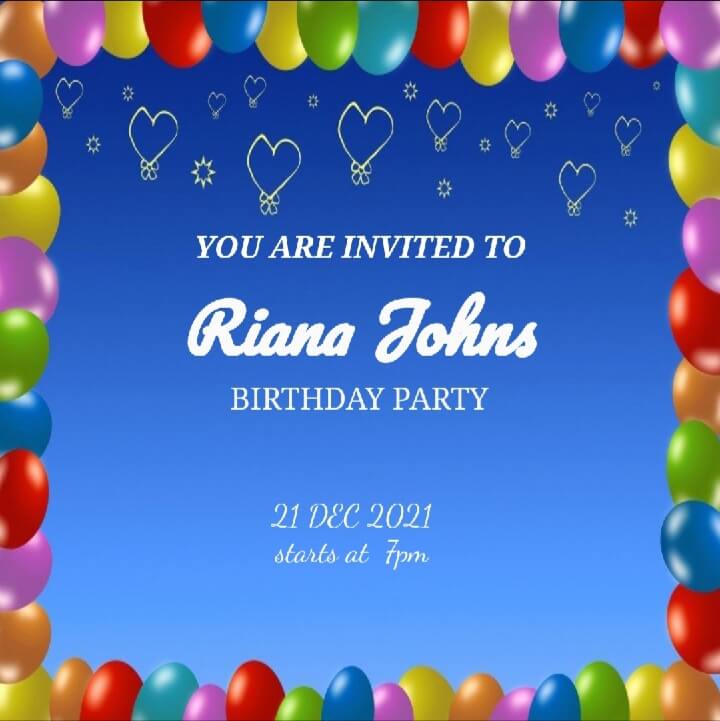 YOU ARE INVITED TO
Riana Johns
BIRTHDAY PARTY
21 DEC 2021
starts at 7pm